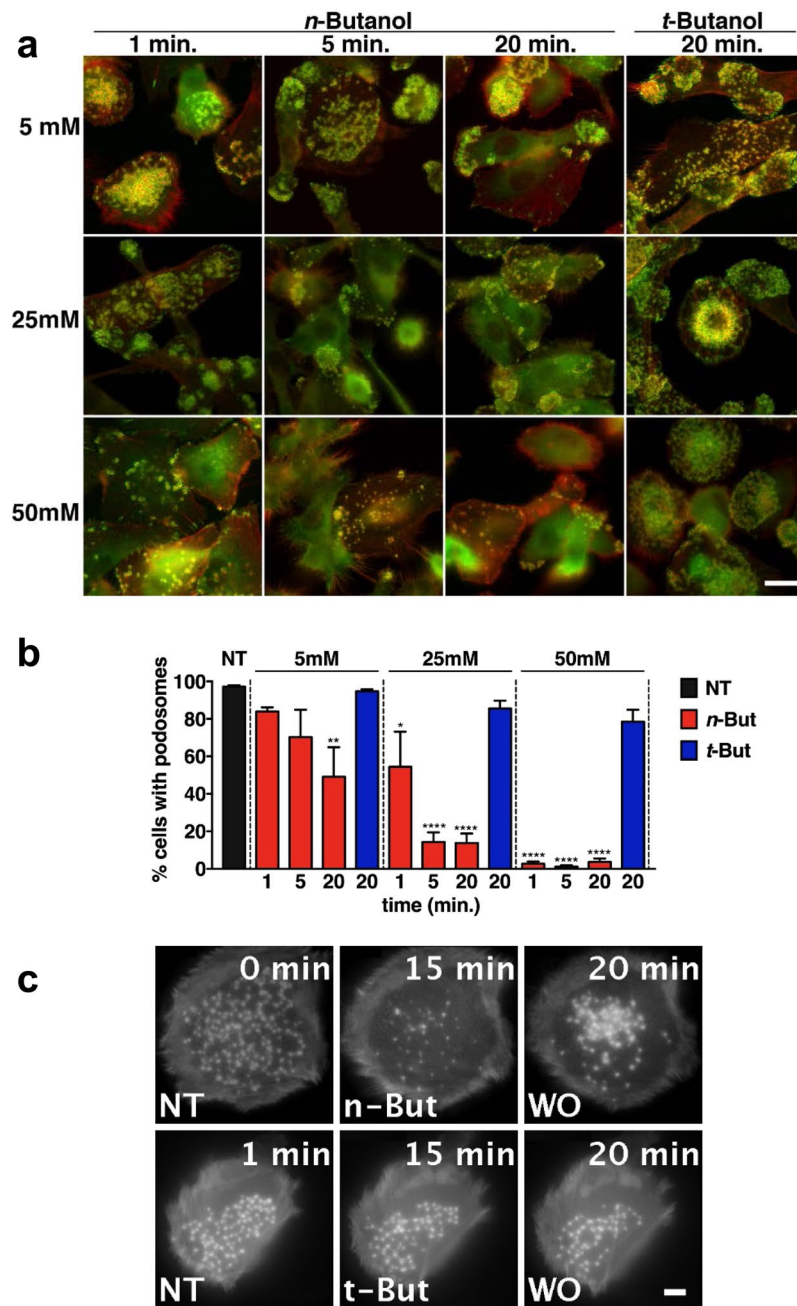 a
n-Butanol
t-Butanol
1 min.
5 min.
20 min.
20 min.
5 mM
25mM
50mM
b
NT
5mM
25mM
50mM
% cells with podosomes
100
80
60
40
20
0
**
*
****
****
****
****
****
1
5
20
20
1
5
20
20
1
5
20
20
time (min.)
NT
n-But
t-But
c
0 min
NT
15 min
n-But
20 min
WO
1 min
NT
15 min
t-But
20 min
WO